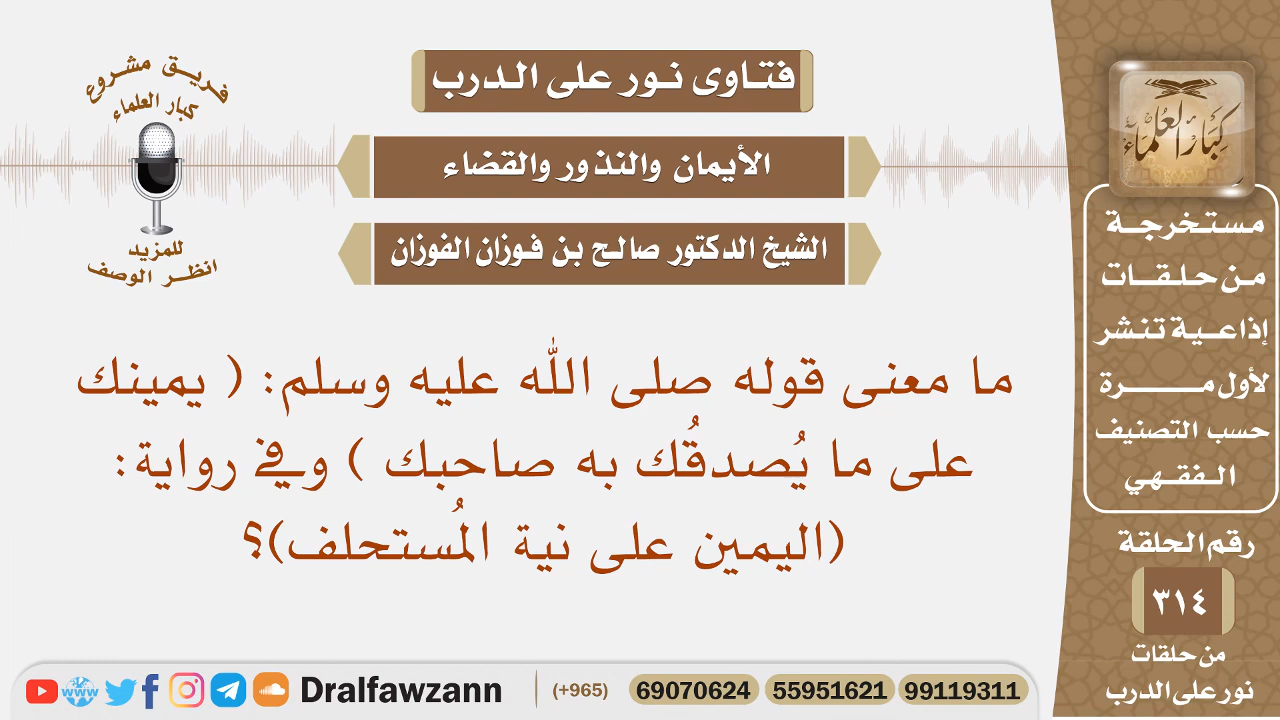 فتاوى نور على الدرب
الأيمان والنذور والقضاء
الشيخ الدكتور صالح بن فوزان الفوزان
فريق مشروع
كبار العلماء
للمزيد
انظر الوصف
كبار العلماء
مستخرجة
من حلقات
إذاعية تنشر
لأول مرة
حسب التصنيف
الفقهي
رقم الحلقة
٣١٤
من حلقات
نور على الدرب
ما معنى قوله صلى الله عليه وسلم: ( يمينك
على ما يُصدقُك به صاحبك ) وفي رواية:
(اليمين على نية المُستحلف)؟
www Dralfawzann (+965) 69070624 55951621 99119311